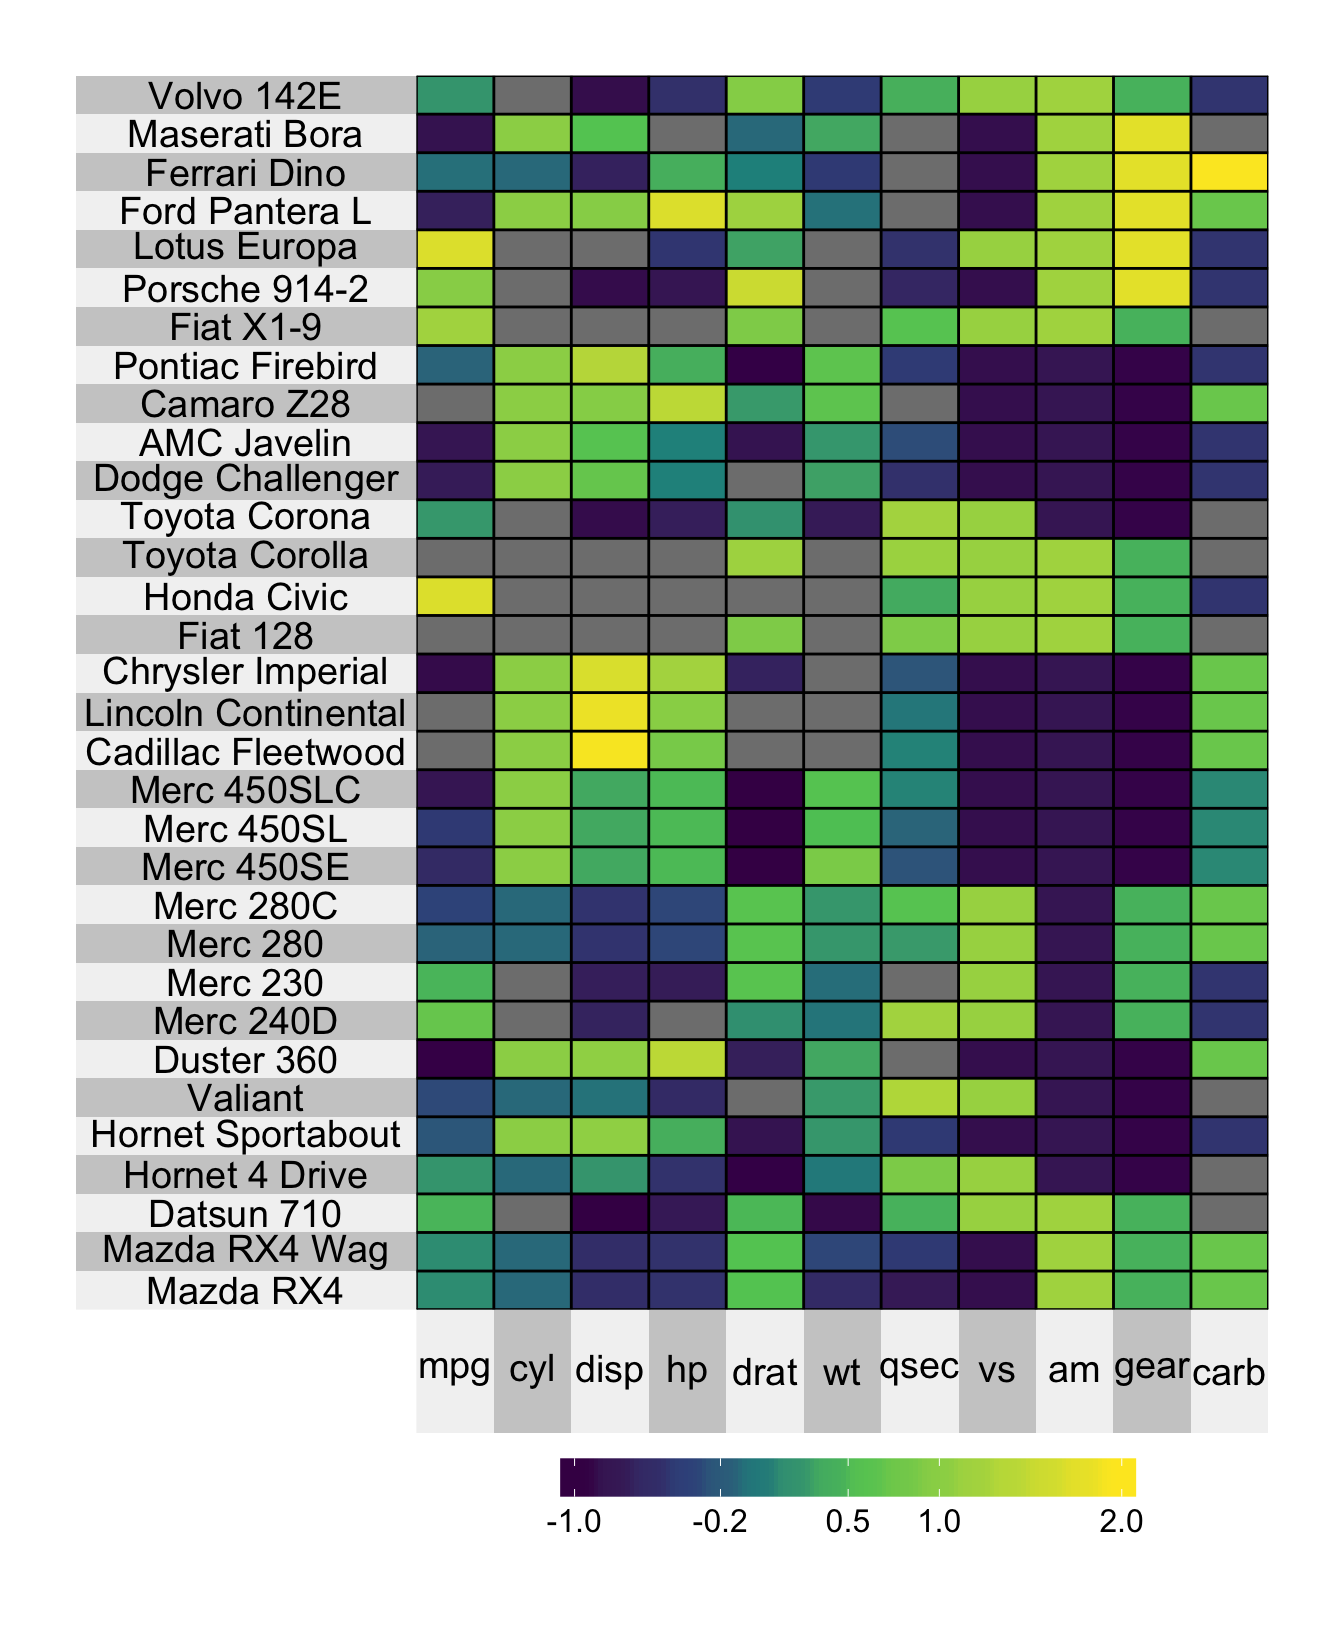 Volvo 142E
Maserati Bora
Ferrari Dino
Ford Pantera L
Lotus Europa
Porsche 914-2
Fiat X1-9
Pontiac Firebird
Camaro Z28
AMC Javelin
Dodge Challenger
Toyota Corona
Toyota Corolla
Honda Civic
Fiat 128
Chrysler Imperial
Lincoln Continental
Cadillac Fleetwood
Merc 450SLC
Merc 450SL
Merc 450SE
Merc 280C
Merc 280
Merc 230
Merc 240D
Duster 360
Valiant
Hornet Sportabout
Hornet 4 Drive
Datsun 710
Mazda RX4 Wag
Mazda RX4
mpg cyl disp hp drat wt qsec vs am gear carb
-1.0 -0.2 0.5 1.0 2.0